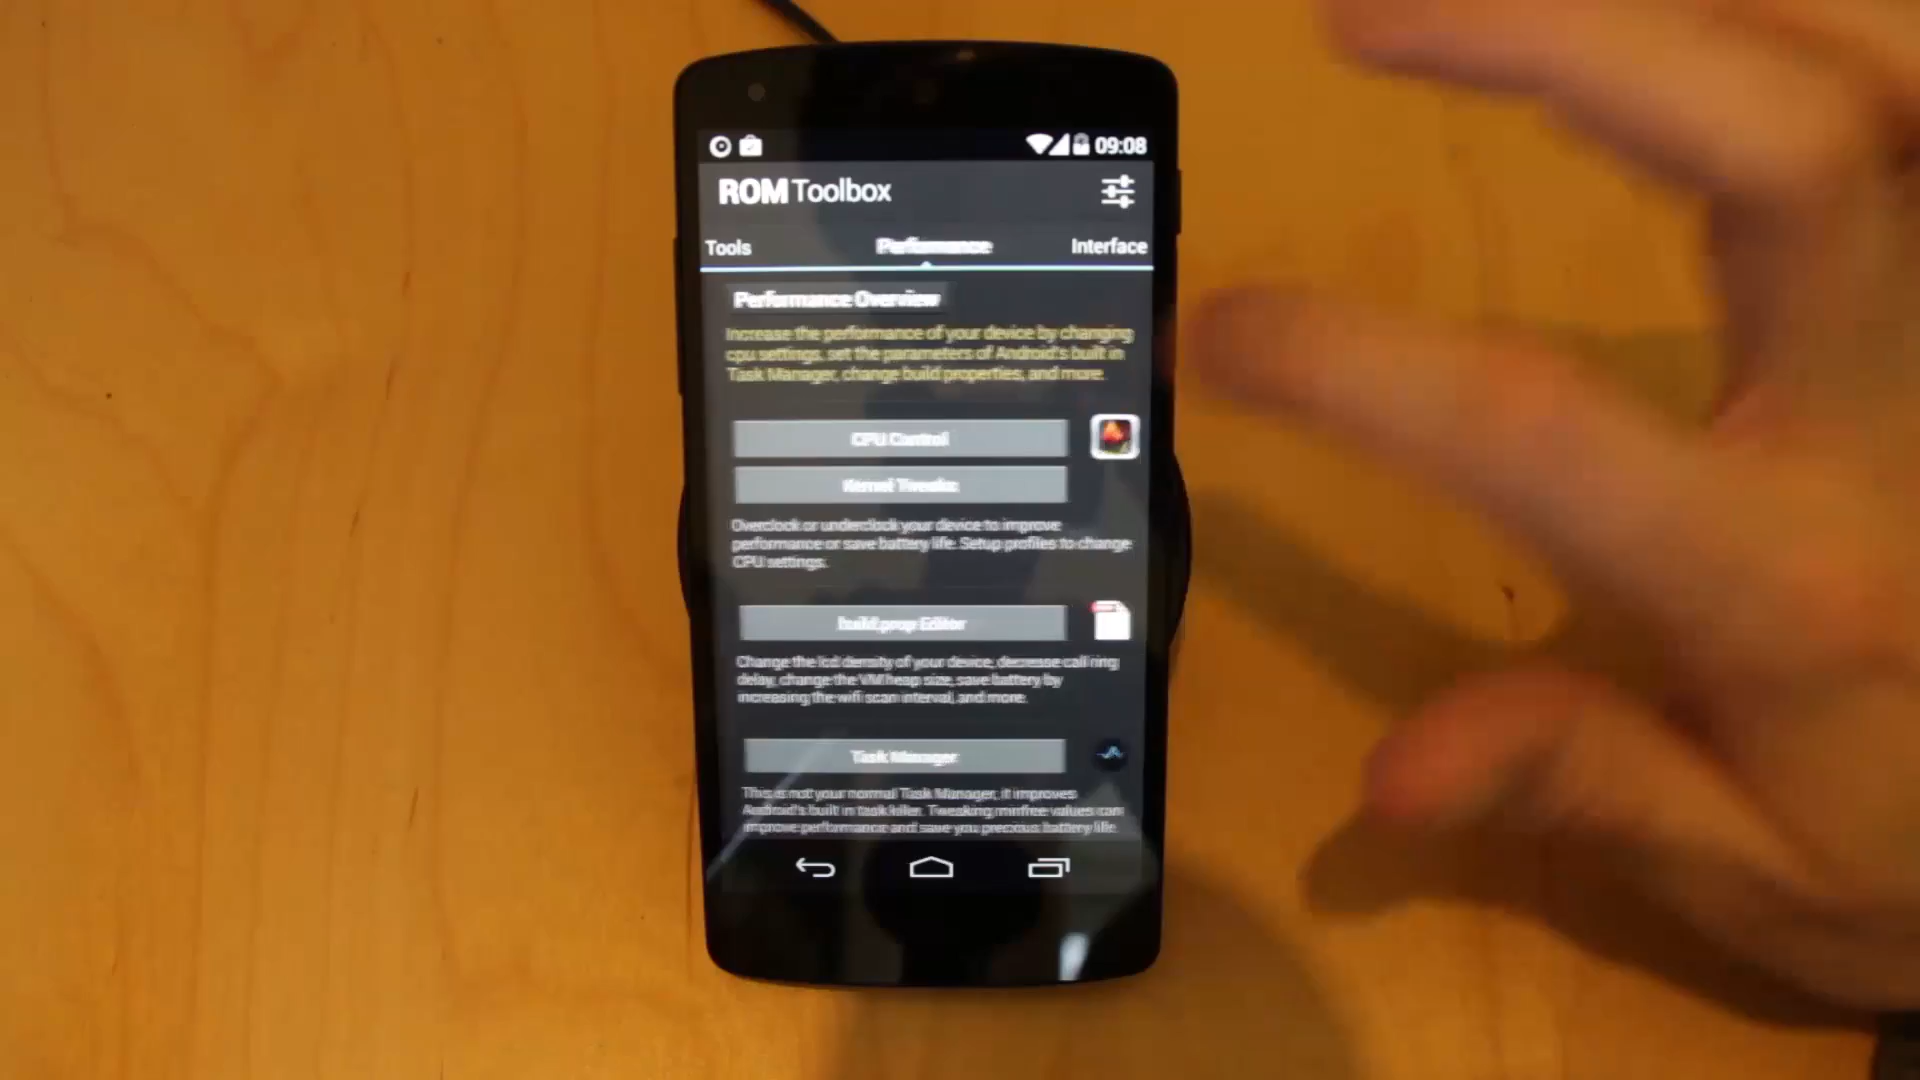 09:08
ROM Toolbox
Tools Performance Interface
Performance Overview
Increase the performance of your device by changing
cpu settings, set the parameters of Android's built in
Task Manager, change build properties, and more.
CPU Control
Kernel Tweaks
Overclock or underclock your device to improve
performance or save battery life. Setup profiles to change
CPU settings.
build.prop Editor
Change the lcd density of your device, decrese call ring
delay, change the VM heap size, save battery by
increasing the wifi scan interval, and more.
Task Manager
This is not your normal Task Manager, it improves
Android's built in task killer. Tweaking minfree values can
improve performance and save you precious battery life